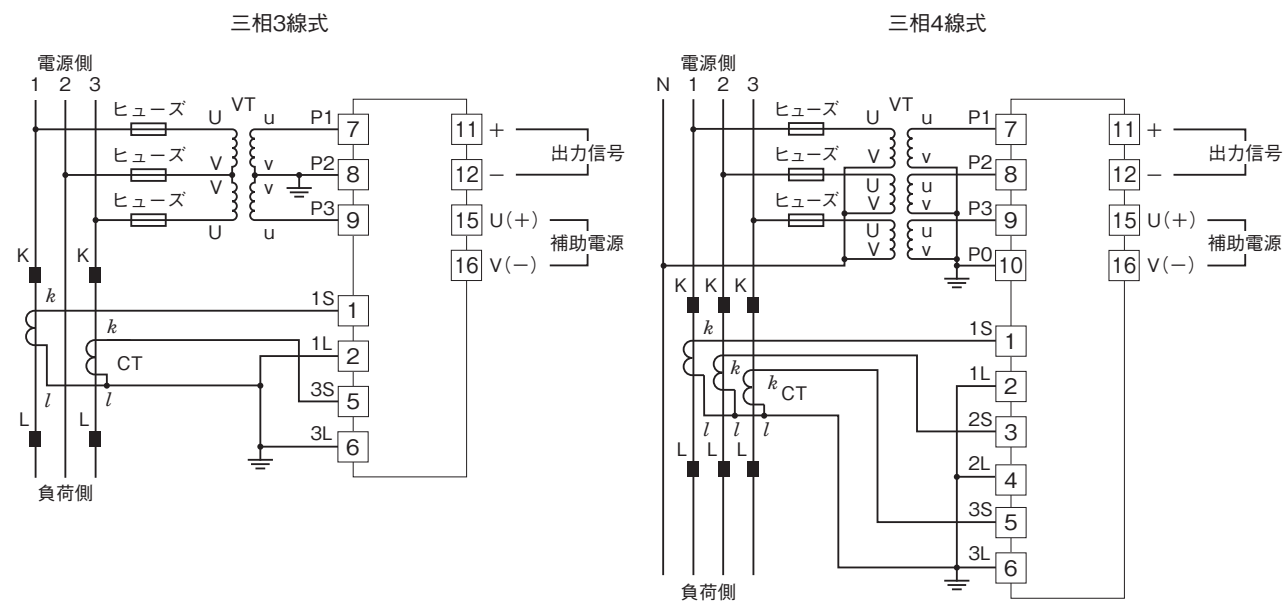 三相3線式
電源側
1 2 3
ヒューズ U VT u P1 7 11 +
出力信号
ヒューズ V v P2 8 12 −
ヒューズ V v P3 9 15 U(+)
U u 補助電源
16 V(−)
K K
k 1S 1
k 1L 2
CT
3S 5
l l
L L 3L 6
負荷側
三相4線式
電源側
N 1 2 3
ヒューズ U VT u P1 7 11 +
出力信号
ヒューズ V v P2 8 12 −
U u
ヒューズ V v P3 9 15 U(+)
U u 補助電源
V v P0 10 16 V(−)
K K K
k 1S 1
k 1L 2
k CT
2S 3
l l l
L L L 2L 4
3S 5
3L 6
負荷側